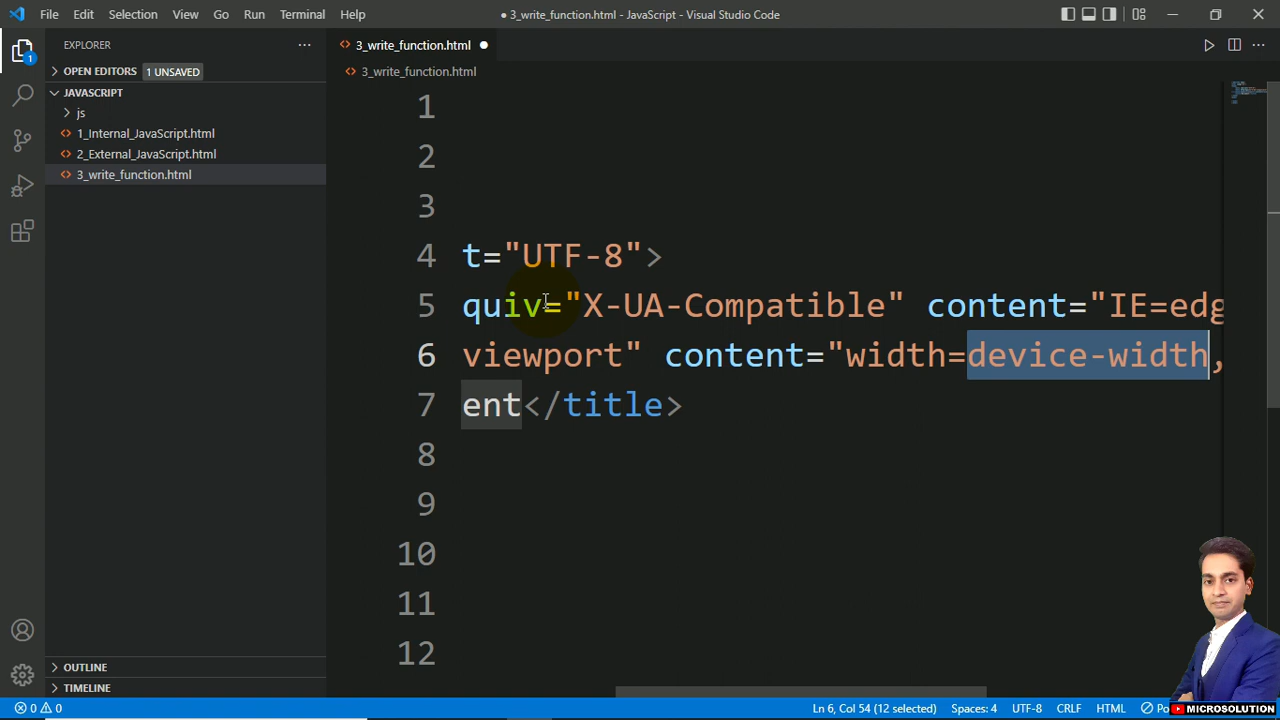 File Edit Selection View Go Run Terminal Help
● 3_write_function.html - JavaScript - Visual Studio Code
EXPLORER
1
OPEN EDITORS 1 UNSAVED
JAVASCRIPT
js
1_Internal_JavaScript.html
2_External_JavaScript.html
3_write_function.html
OUTLINE
TIMELINE
3_write_function.html
3_write_function.html
1
2
3
4 t="UTF-8">
5 quiv="X-UA-Compatible" content="IE=edg
6 viewport" content="width=device-width,
7 ent</title>
8
9
10
11
12
0 0
Ln 6, Col 54 (12 selected) Spaces: 4 UTF-8 CRLF HTML
MICROSOLUTION